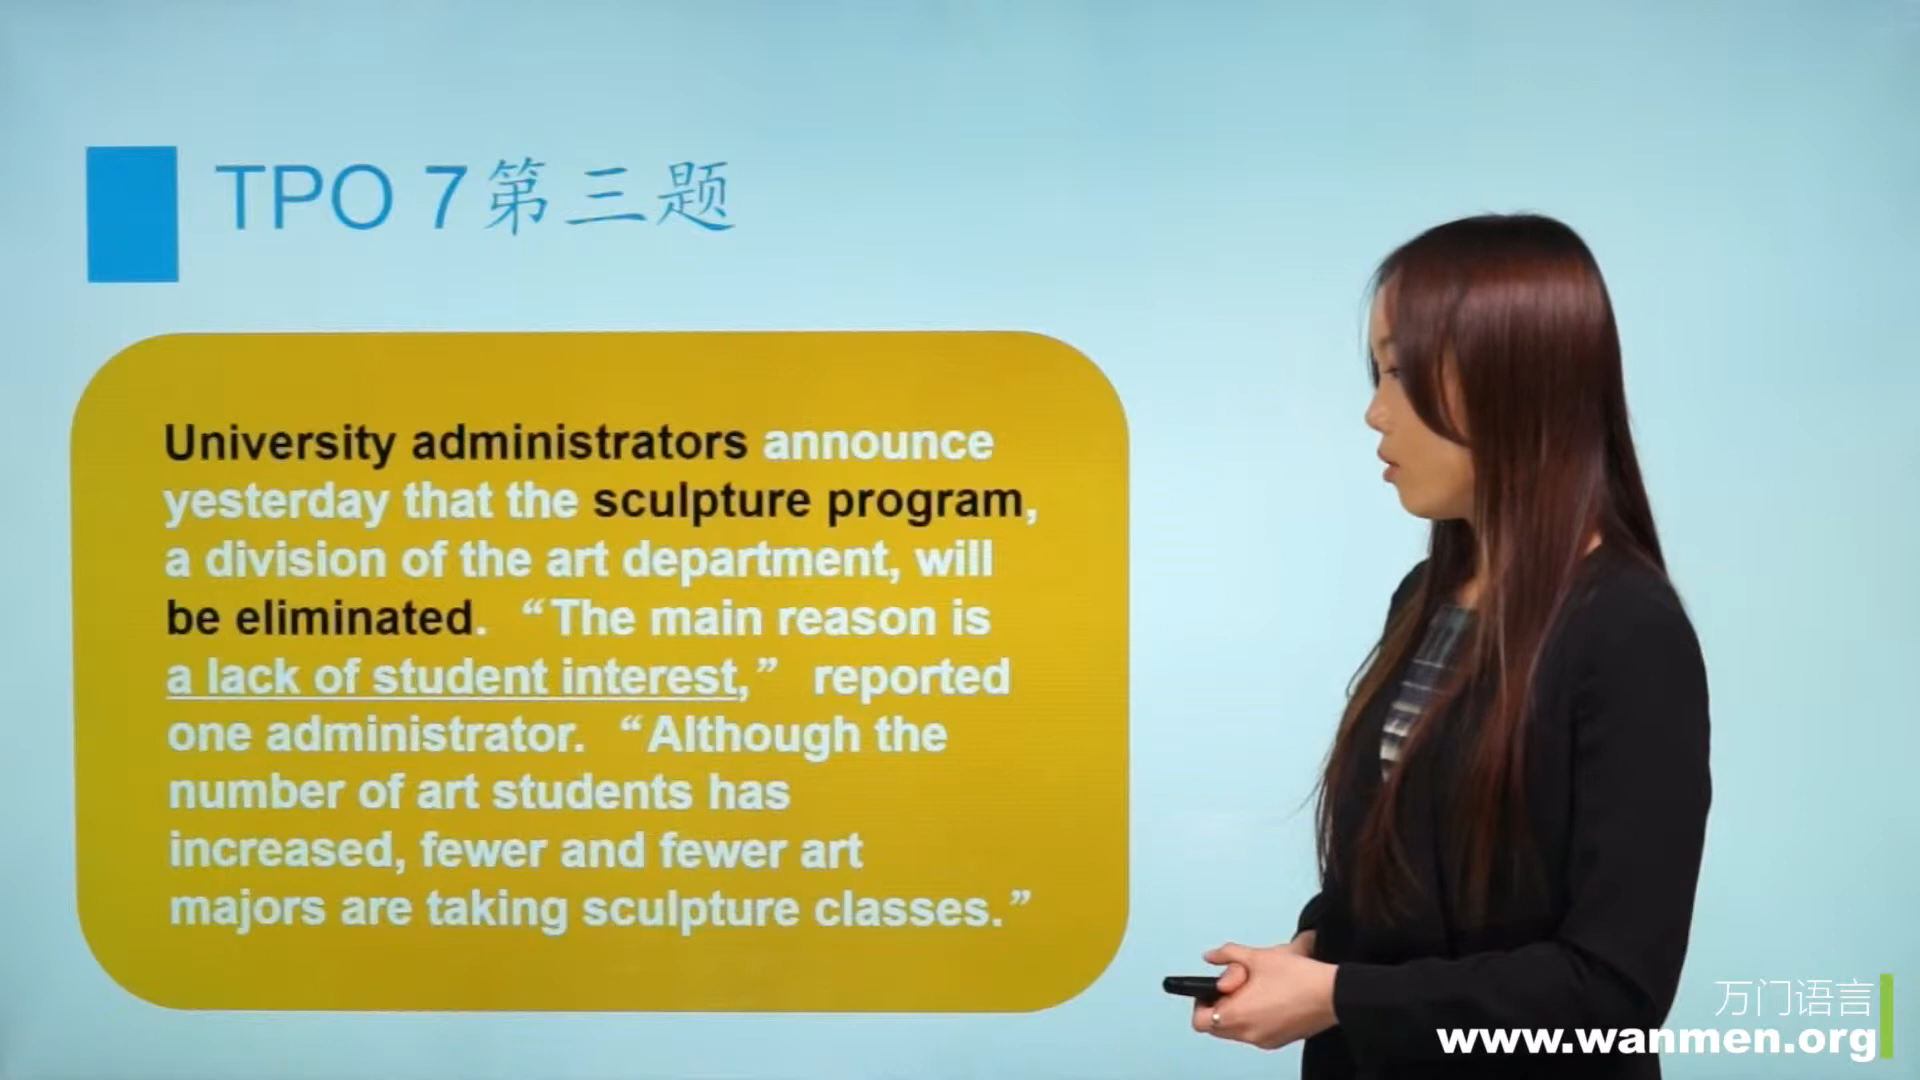 TPO 7第三题
University administrators announce
yesterday that the sculpture program,
a division of the art department, will
be eliminated. “The main reason is
a lack of student interest,” reported
one administrator. “Although the
number of art students has
increased, fewer and fewer art
majors are taking sculpture classes.”
万门语言
www.wanmen.org